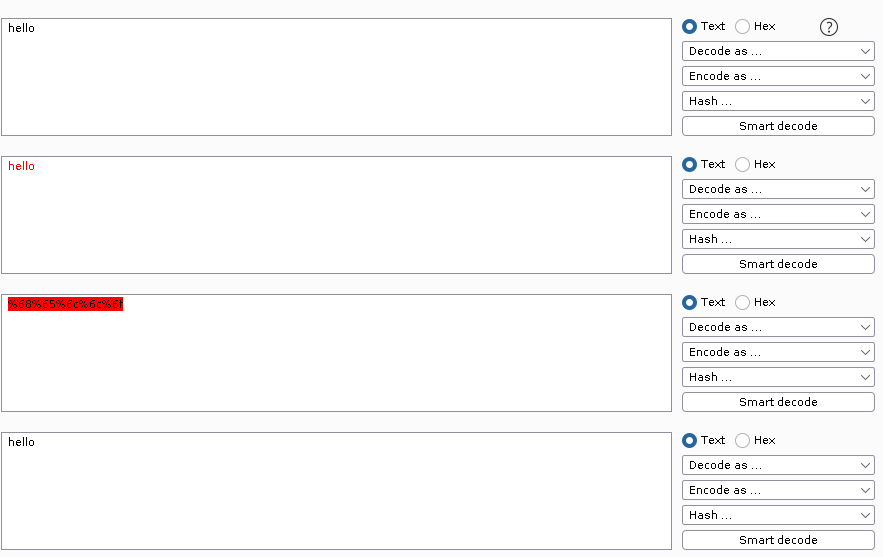 hello
Text Hex ?
Decode as ...
Encode as ...
Hash ...
Smart decode
hello
Text Hex
Decode as ...
Encode as ...
Hash ...
Smart decode
%68%65%6c%6c%6f
Text Hex
Decode as ...
Encode as ...
Hash ...
Smart decode
hello
Text Hex
Decode as ...
Encode as ...
Hash ...
Smart decode